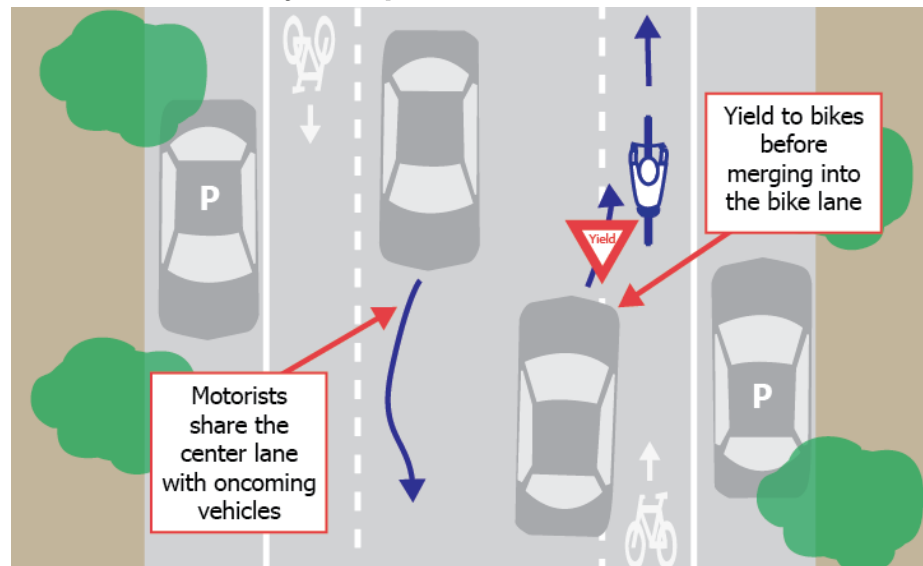 P
Yield to bikes
before
merging into
the bike lane
Yield
Motorists
share the
center lane
with oncoming
vehicles
P